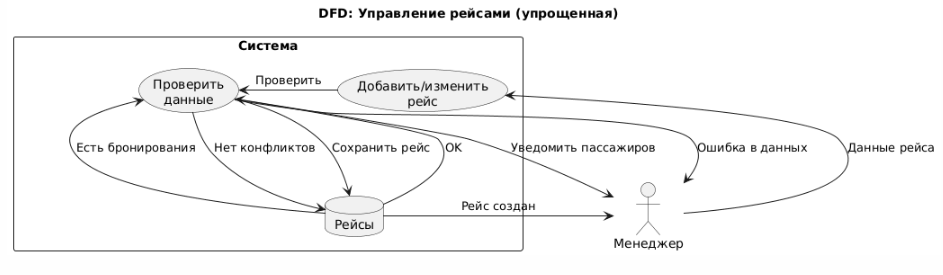 DFD: Управление рейсами (упрощенная)
Система
Проверить
данные
Проверить
Добавить/изменить
рейс
Есть бронирования
Нет конфликтов
Сохранить рейс
OK
Уведомить пассажиров
Ошибка в данных
Данные рейса
Рейсы
Рейс создан
Менеджер